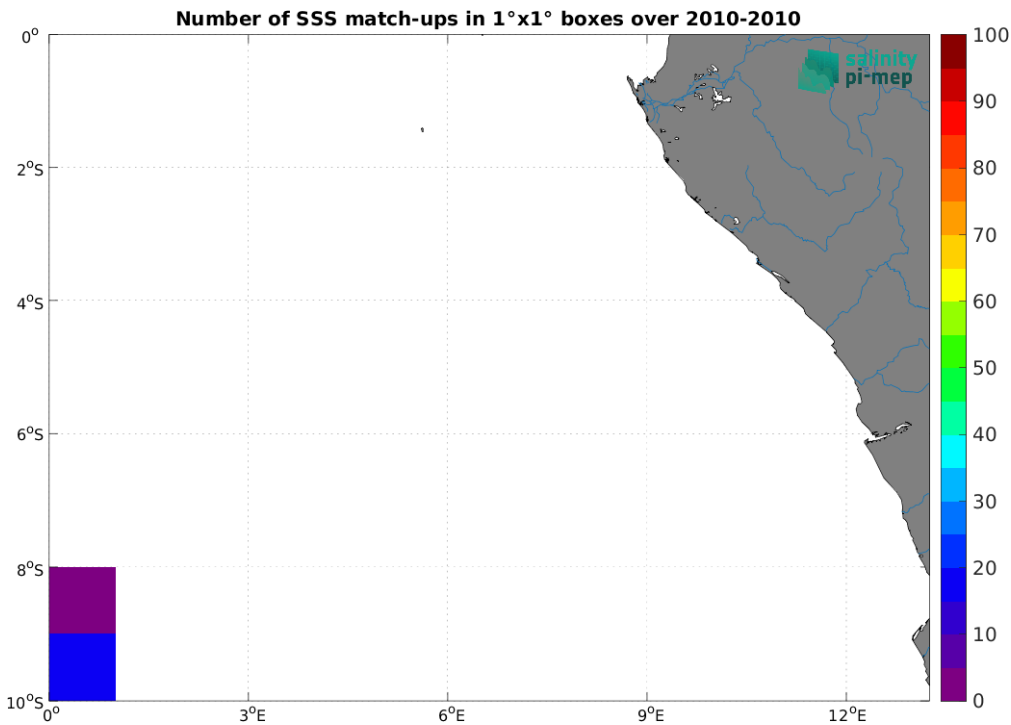 Number of SSS match-ups in 1°x1° boxes over 2010-2010
salinity
pi-mep
0°
2°S
4°S
6°S
8°S
10°S
0°
3°E
6°E
9°E
12°E
100
90
80
70
60
50
40
30
20
10
0